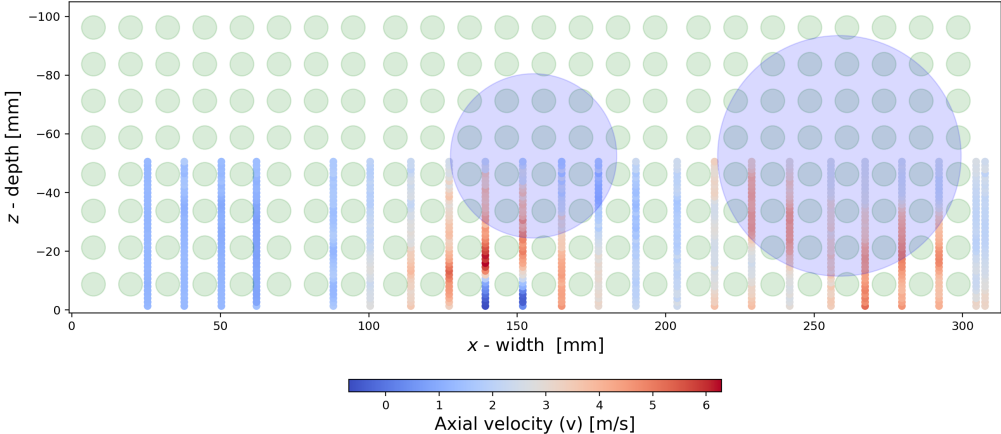 −100
−80
−60
−40
−20
0
z - depth [mm]
0 50 100 150 200 250 300
x - width [mm]
0 1 2 3 4 5 6
Axial velocity (v) [m/s]